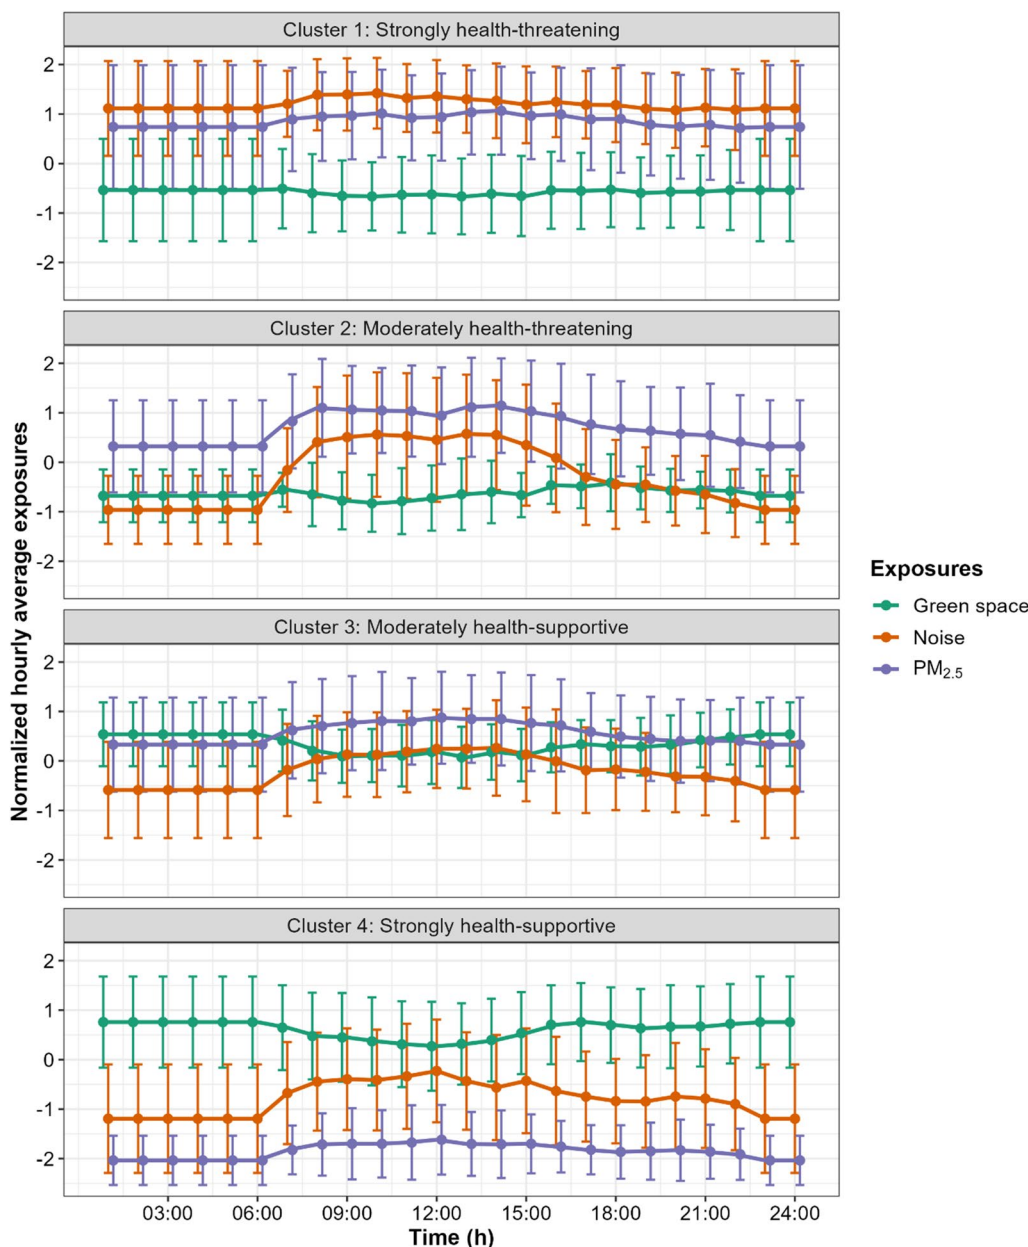 Cluster 1: Strongly health-threatening
2
1
0
-1
-2
Cluster 2: Moderately health-threatening
2
1
0
-1
-2
Cluster 3: Moderately health-supportive
2
1
0
-1
-2
Cluster 4: Strongly health-supportive
2
1
0
-1
-2
03:00 06:00 09:00 12:00 15:00 18:00 21:00 24:00
Time (h)
Normalized hourly average exposures
Exposures
Green space
Noise
PM2.5